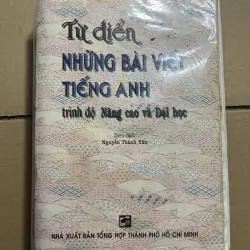 Từ điển
NHỮNG BÀI VIẾT
TIẾNG ANH
trình độ Nâng cao và Đại học
Nguyễn Thành Yến
NHÀ XUẤT BẢN TỔNG HỢP THÀNH PHỐ HỒ CHÍ MINH